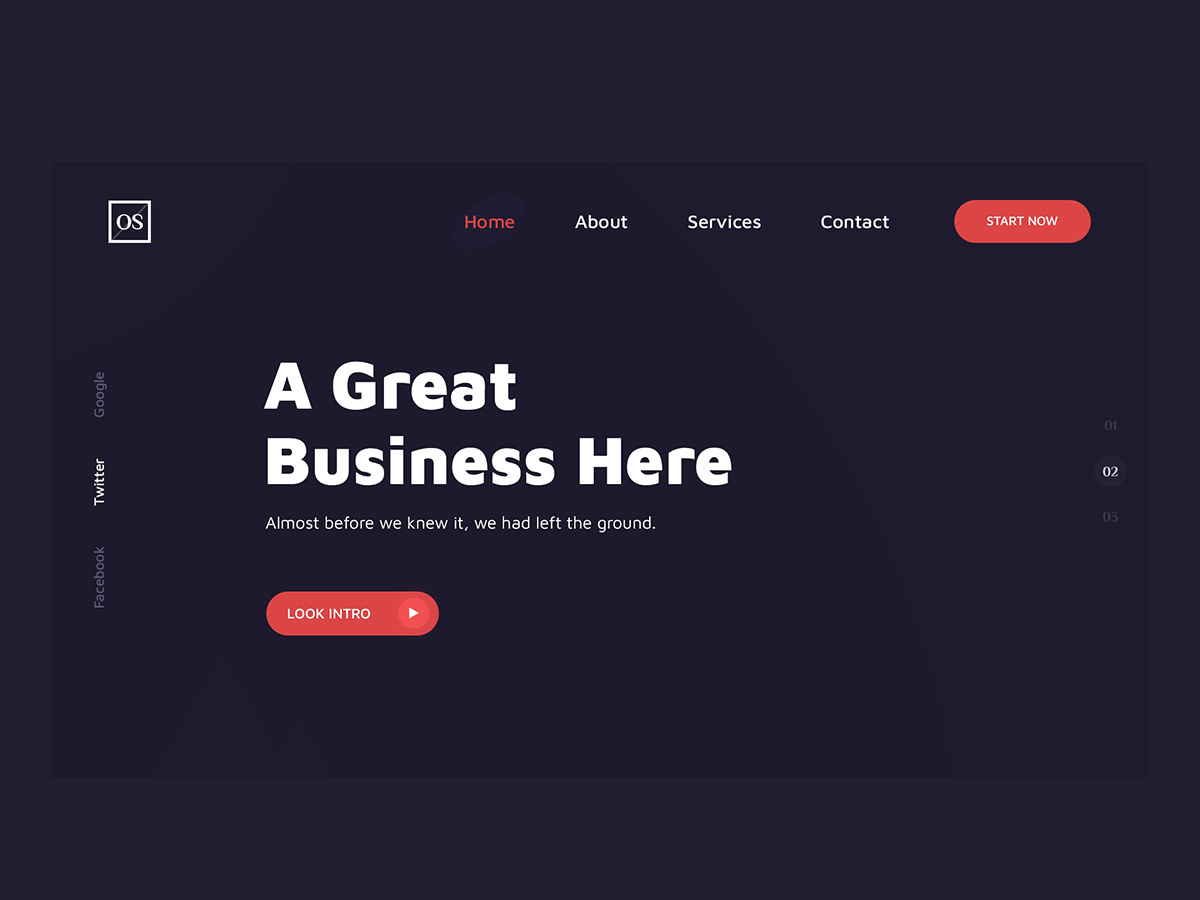 OS
Home
About
Services
Contact
START NOW
Google
Twitter
Facebook
A Great
Business Here
Almost before we knew it, we had left the ground.
LOOK INTRO
01
02
03